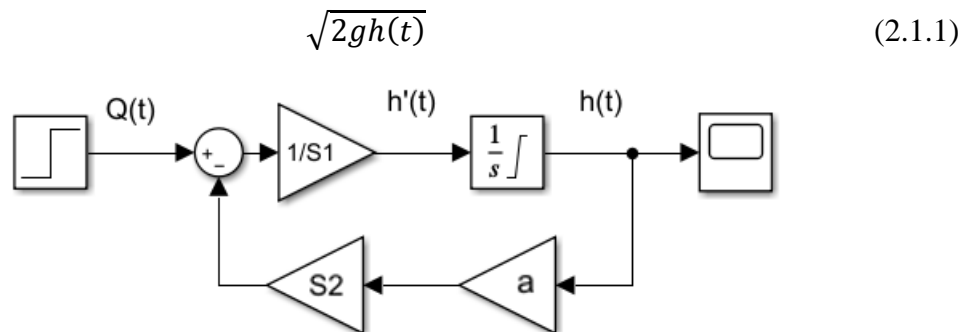 √2gh(t) (2.1.1)
Q(t) h'(t) h(t)
+ − 1/S1 1/s
S2 a